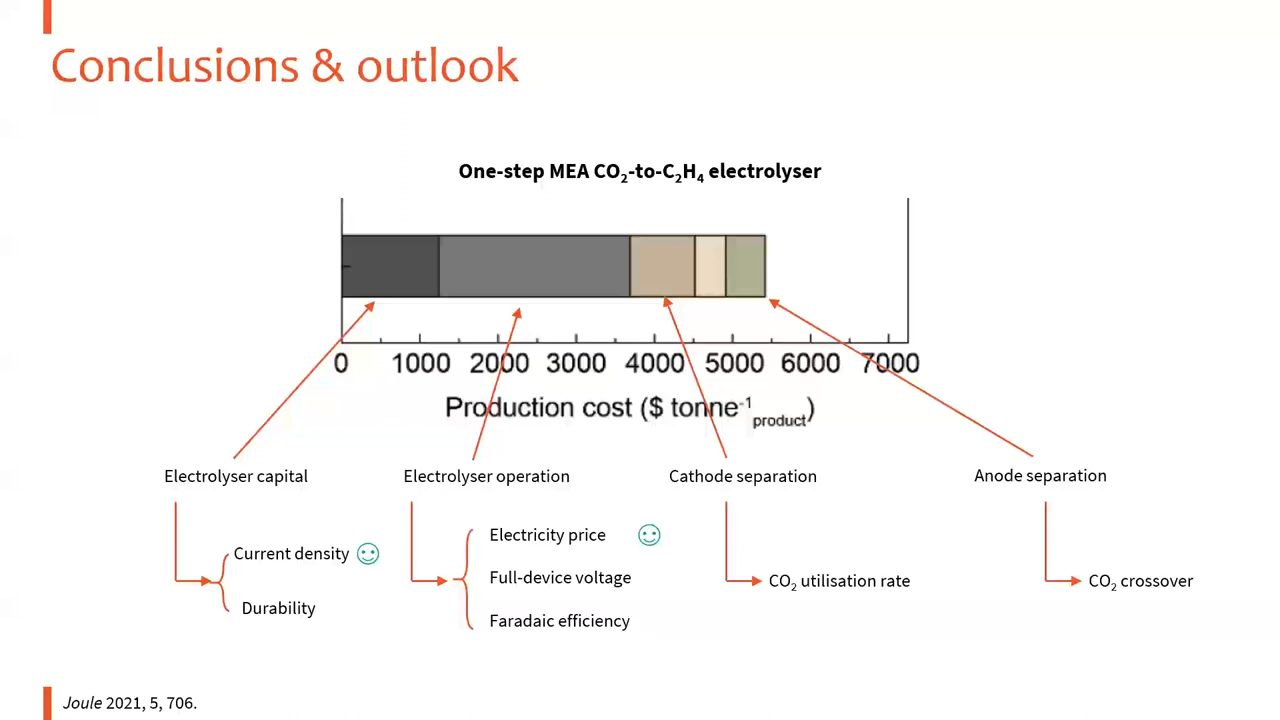 Conclusions & outlook
One-step MEA CO₂-to-C₂H₄ electrolyser
0 1000 2000 3000 4000 5000 6000 7000
Production cost ($ tonne⁻¹product)
Electrolyser capital
Electrolyser operation
Cathode separation
Anode separation
Current density
Durability
Electricity price
Full-device voltage
Faradaic efficiency
CO₂ utilisation rate
CO₂ crossover
Joule 2021, 5, 706.